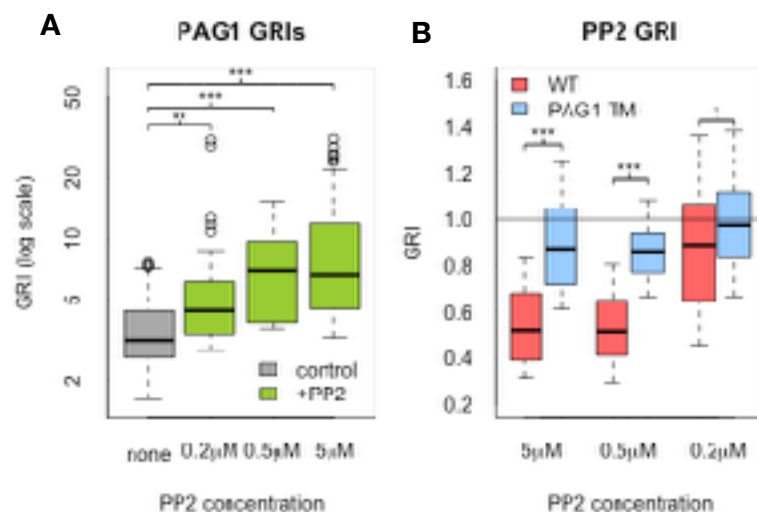 A
PAG1 GRIs
GRI (log scale)
50
20
10
5
2
***
***
**
control
+PP2
none 0.2μM 0.5μM 5μM
PP2 concentration
B
PP2 GRI
GRI
1.6
1.4
1.2
1.0
0.8
0.6
0.4
0.2
WT
PAG1 TM
***
***
5μM 0.5μM 0.2μM
PP2 concentration